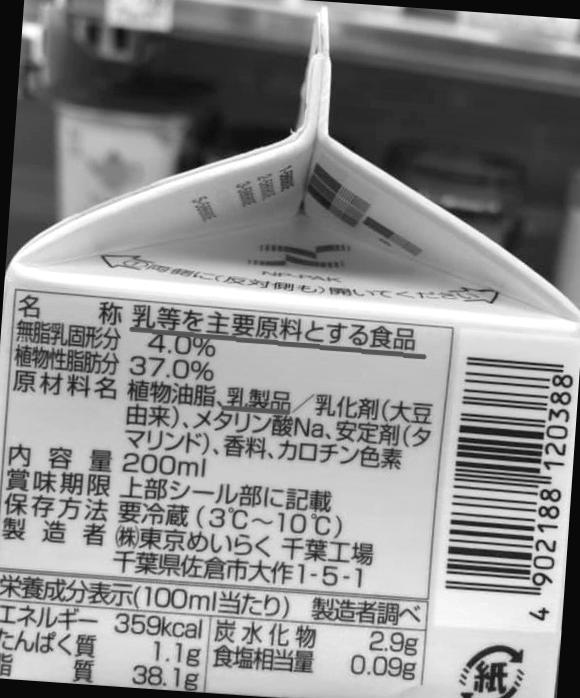 NP-PAK
両側に(反対側も)開いてください
名 称 乳等を主要原料とする食品
無脂乳固形分 4.0%
植物性脂肪分 37.0%
原材料名 植物油脂、乳製品/乳化剤(大豆
由来)、メタリン酸Na、安定剤(タ
マリンド)、香料、カロチン色素
内容量 200ml
賞味期限 上部シール部に記載
保存方法 要冷蔵(3℃〜10℃)
製造者 ㈱東京めいらく 千葉工場
千葉県佐倉市大作1-5-1
栄養成分表示(100ml当たり) 製造者調べ
エネルギー 359kcal
たんぱく質 1.1g
脂質 38.1g
炭水化物 2.9g
食塩相当量 0.09g
4 902188 120388
紙